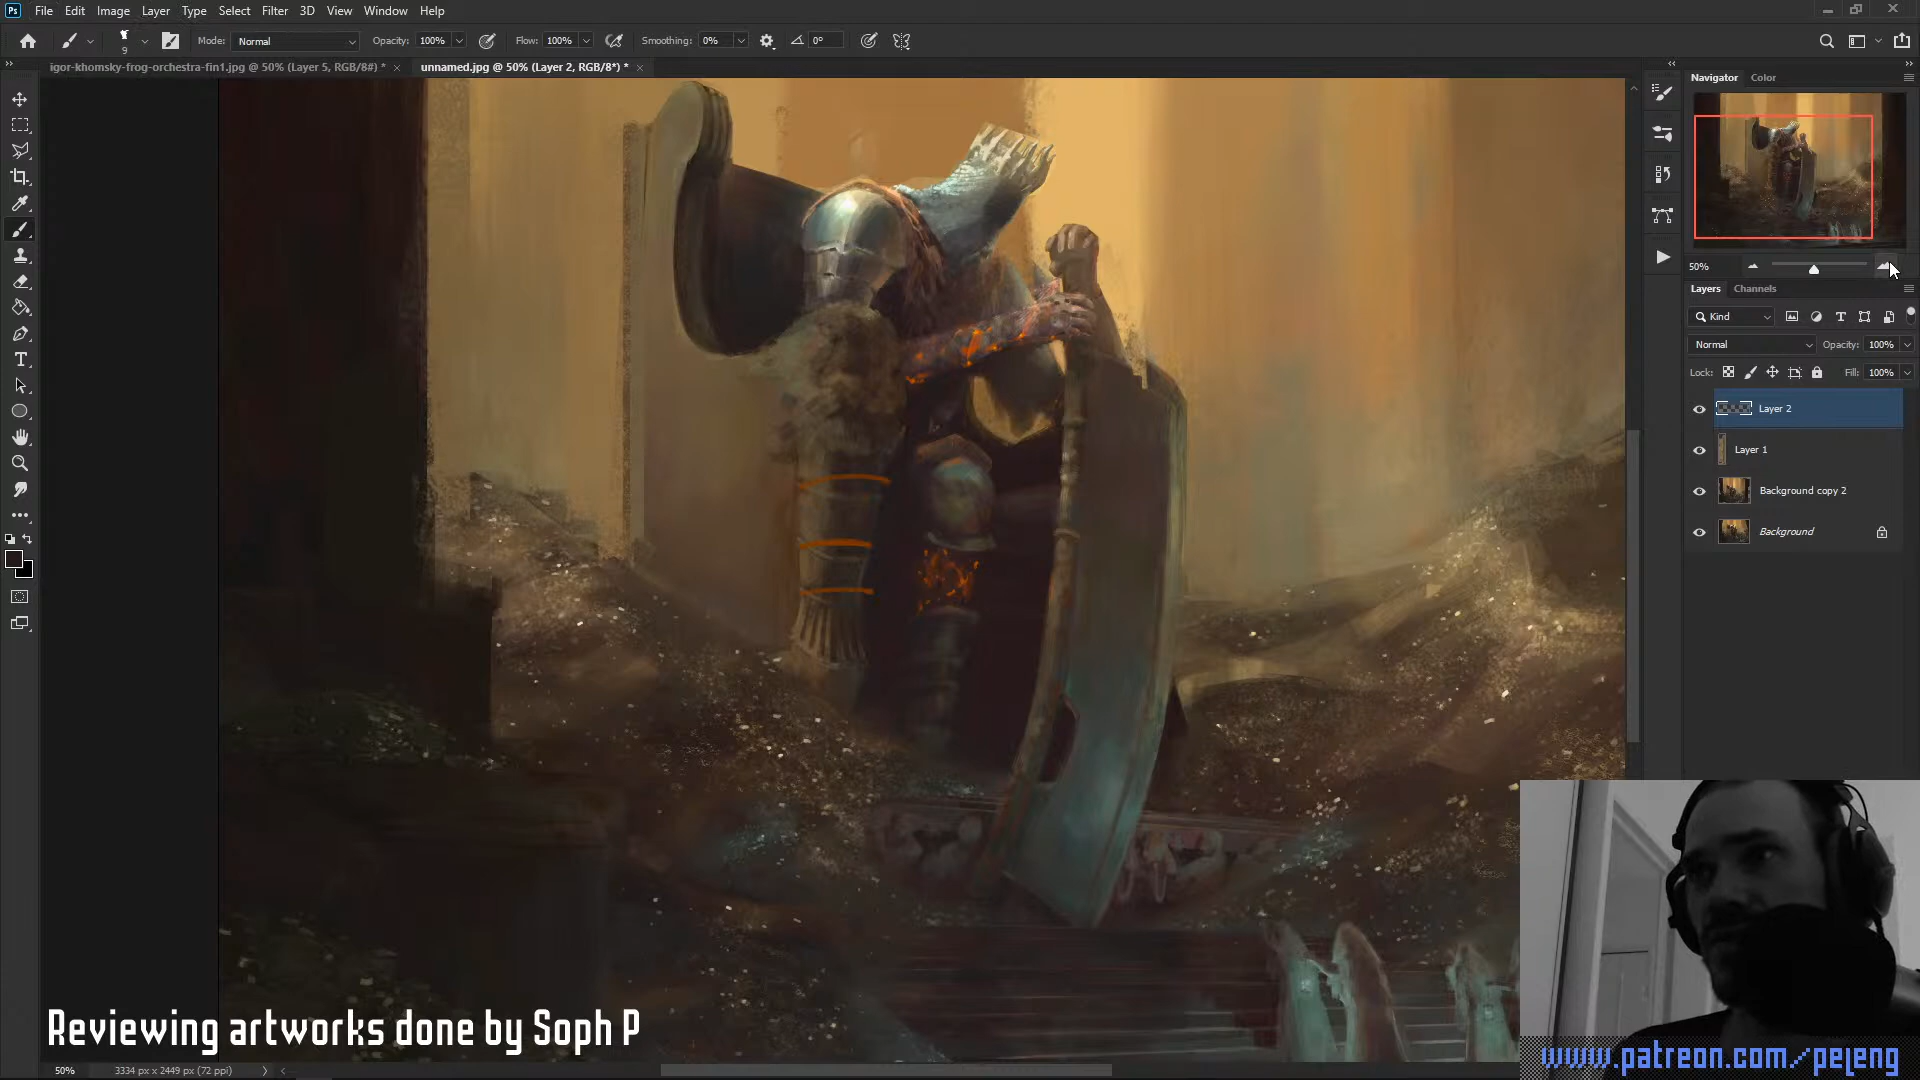 Ps File Edit Image Layer Type Select Filter 3D View Window Help
9 Mode: Normal Opacity: 100% Flow: 100% Smoothing: 0% 0°
igor-khomsky-frog-orchestra-fin1.jpg @ 50% (Layer 5, RGB/8#) * unnamed.jpg @ 50% (Layer 2, RGB/8*) *
Navigator Color
50%
Layers Channels
Kind
Normal Opacity: 100%
Lock: Fill: 100%
Layer 2
Layer 1
Background copy 2
Background
Reviewing artworks done by Soph P
www.patreon.com/peleng
50% 3334 px x 2449 px (72 ppi)